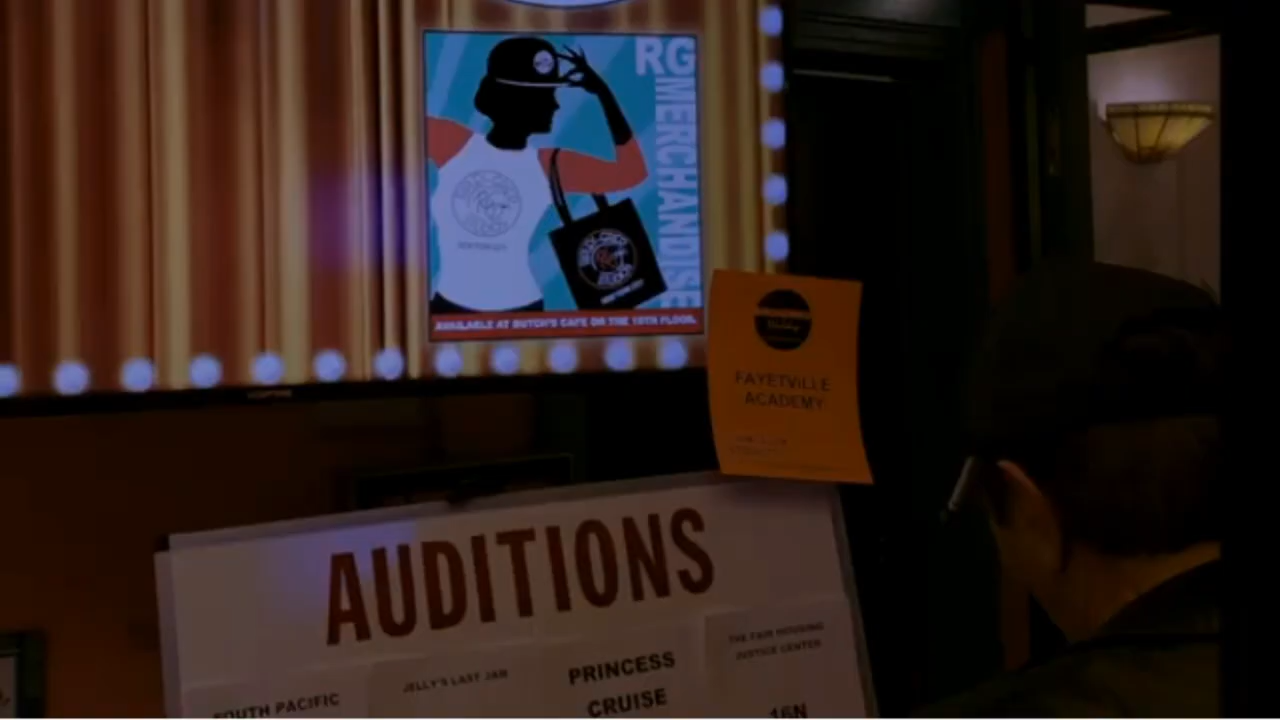 RG
MERCHANDISE
AVAILABLE AT BUTCH'S CAFE ON THE 16TH FLOOR.
FAYETVILLE
ACADEMY
AUDITIONS
SOUTH PACIFIC
JELLY'S LAST JAM
PRINCESS
CRUISE
THE FAIR HOUSING
JUSTICE CENTER
16N